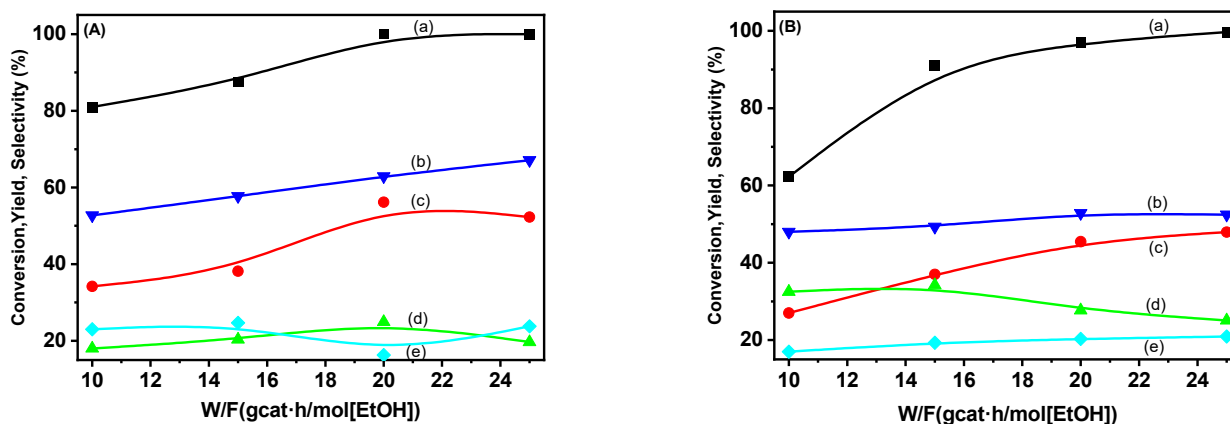 (A)
Conversion,Yield, Selectivity (%)
100
80
60
40
20
(a)
(b)
(c)
(d)
(e)
10 12 14 16 18 20 22 24
W/F(gcat·h/mol[EtOH])
(B)
Conversion,Yield, Selectivity (%)
100
80
60
40
20
(a)
(b)
(c)
(d)
(e)
10 12 14 16 18 20 22 24
W/F(gcat·h/mol[EtOH])